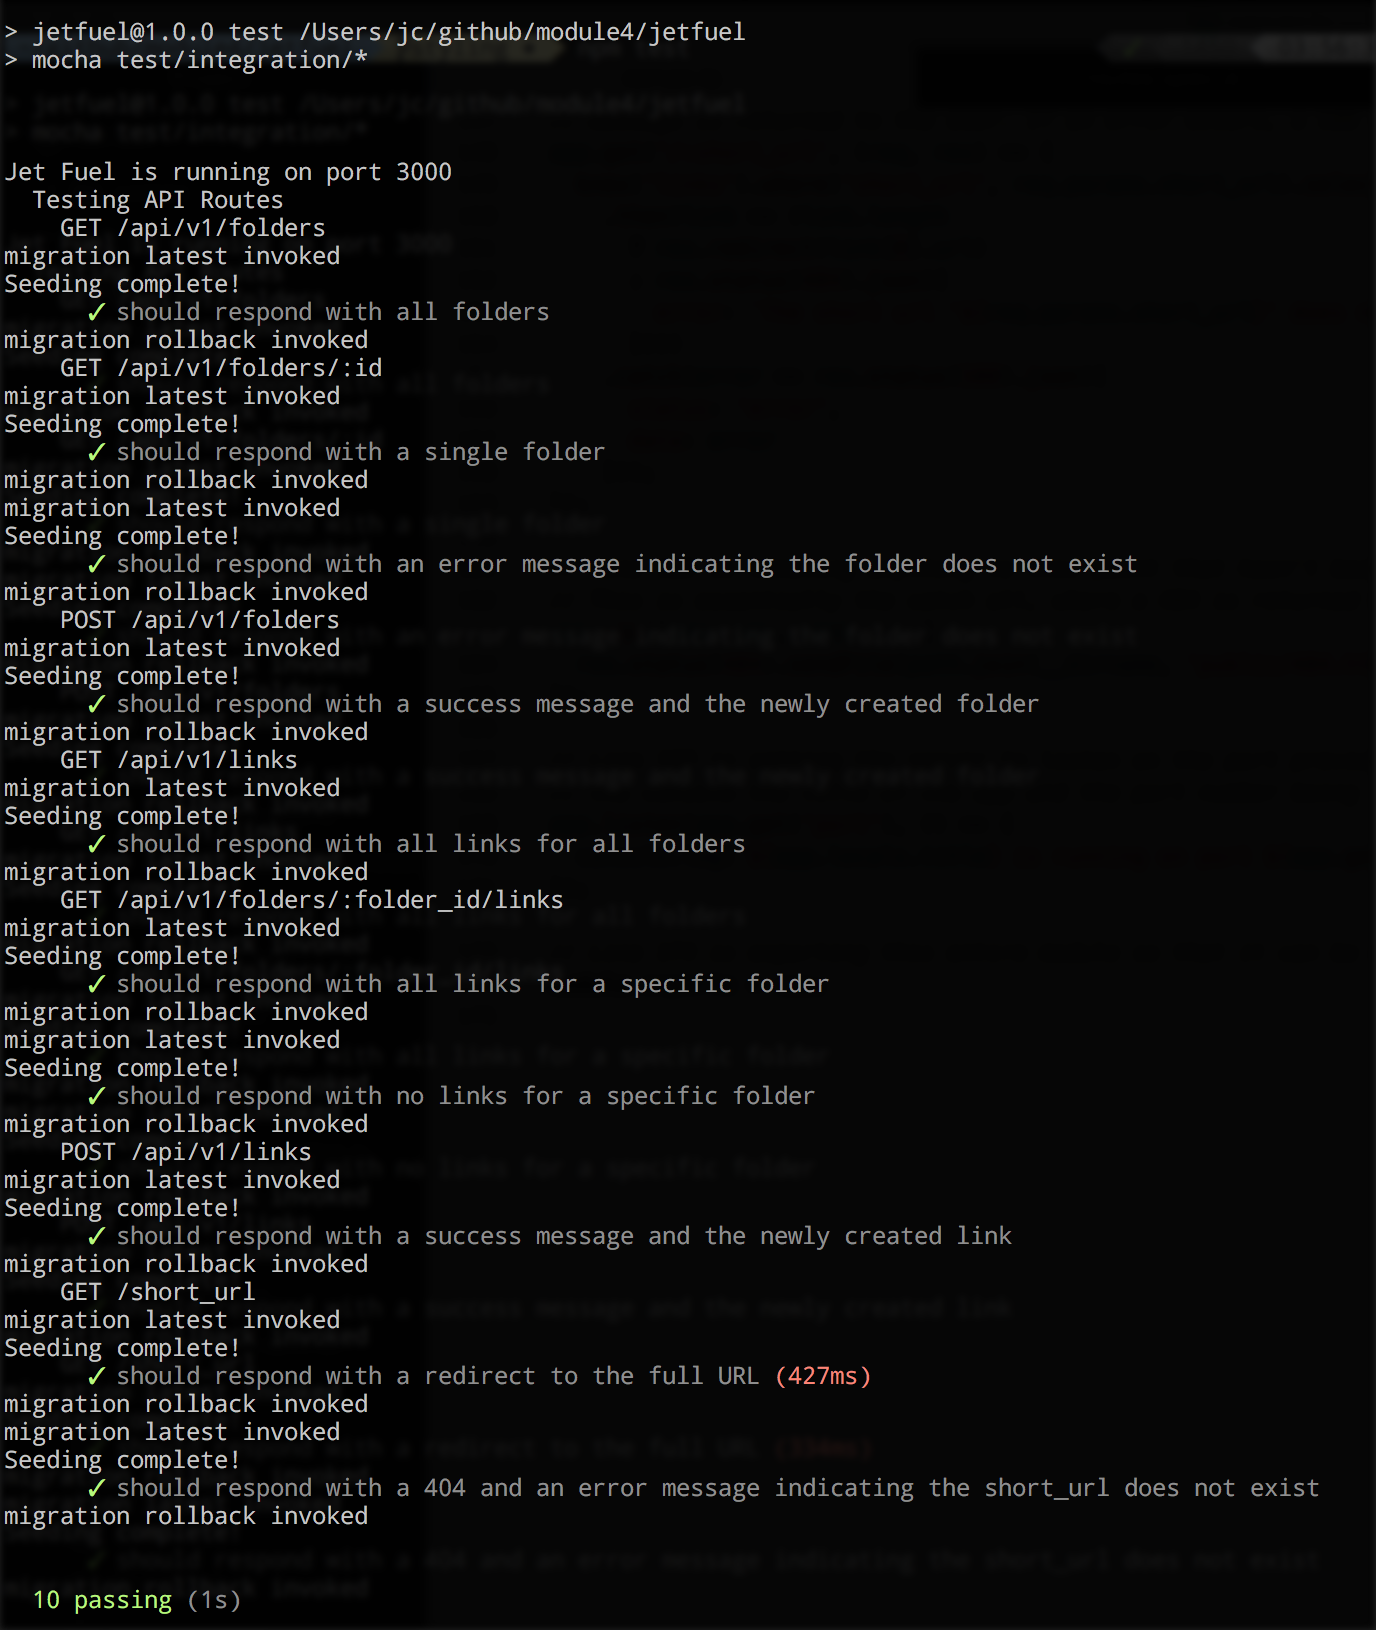 > jetfuel@1.0.0 test /Users/jc/github/module4/jetfuel
> mocha test/integration/*
Jet Fuel is running on port 3000
Testing API Routes
GET /api/v1/folders
migration latest invoked
Seeding complete!
✓ should respond with all folders
migration rollback invoked
GET /api/v1/folders/:id
migration latest invoked
Seeding complete!
✓ should respond with a single folder
migration rollback invoked
migration latest invoked
Seeding complete!
✓ should respond with an error message indicating the folder does not exist
migration rollback invoked
POST /api/v1/folders
migration latest invoked
Seeding complete!
✓ should respond with a success message and the newly created folder
migration rollback invoked
GET /api/v1/links
migration latest invoked
Seeding complete!
✓ should respond with all links for all folders
migration rollback invoked
GET /api/v1/folders/:folder_id/links
migration latest invoked
Seeding complete!
✓ should respond with all links for a specific folder
migration rollback invoked
migration latest invoked
Seeding complete!
✓ should respond with no links for a specific folder
migration rollback invoked
POST /api/v1/links
migration latest invoked
Seeding complete!
✓ should respond with a success message and the newly created link
migration rollback invoked
GET /short_url
migration latest invoked
Seeding complete!
✓ should respond with a redirect to the full URL (427ms)
migration rollback invoked
migration latest invoked
Seeding complete!
✓ should respond with a 404 and an error message indicating the short_url does not exist
migration rollback invoked
10 passing (1s)